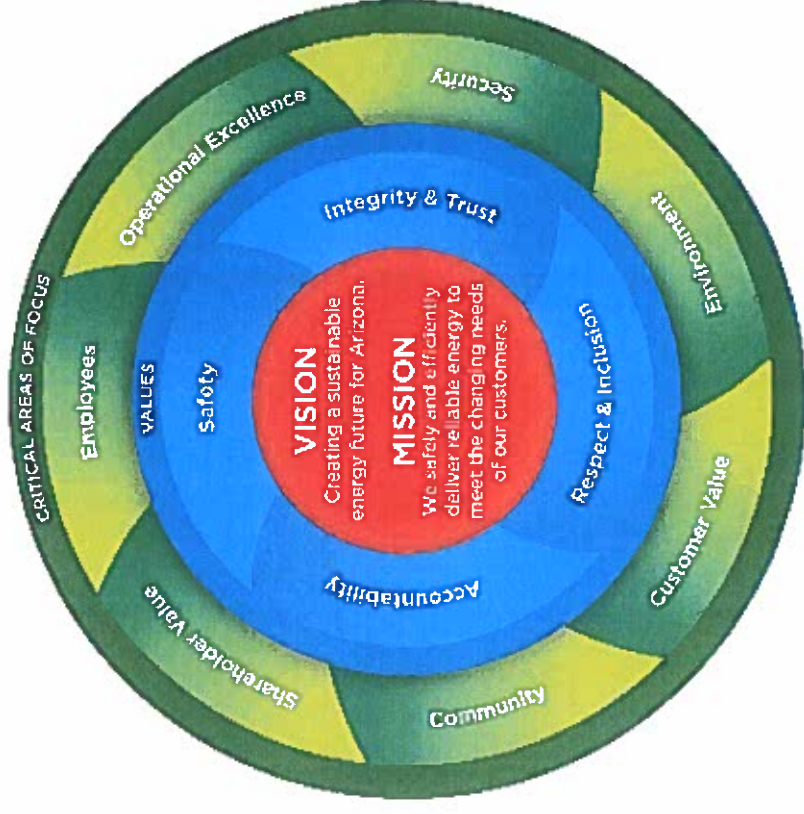 CRITICAL AREAS OF FOCUS
Employees
Operational Excellence
Security
Environment
Customer Value
Community
Shareholder Value
VALUES
Safety
Integrity & Trust
Respect & Inclusion
Accountability
VISION
Creating a sustainable
energy future for Arizona.
MISSION
We safely and efficiently
deliver reliable energy to
meet the changing needs
of our customers.